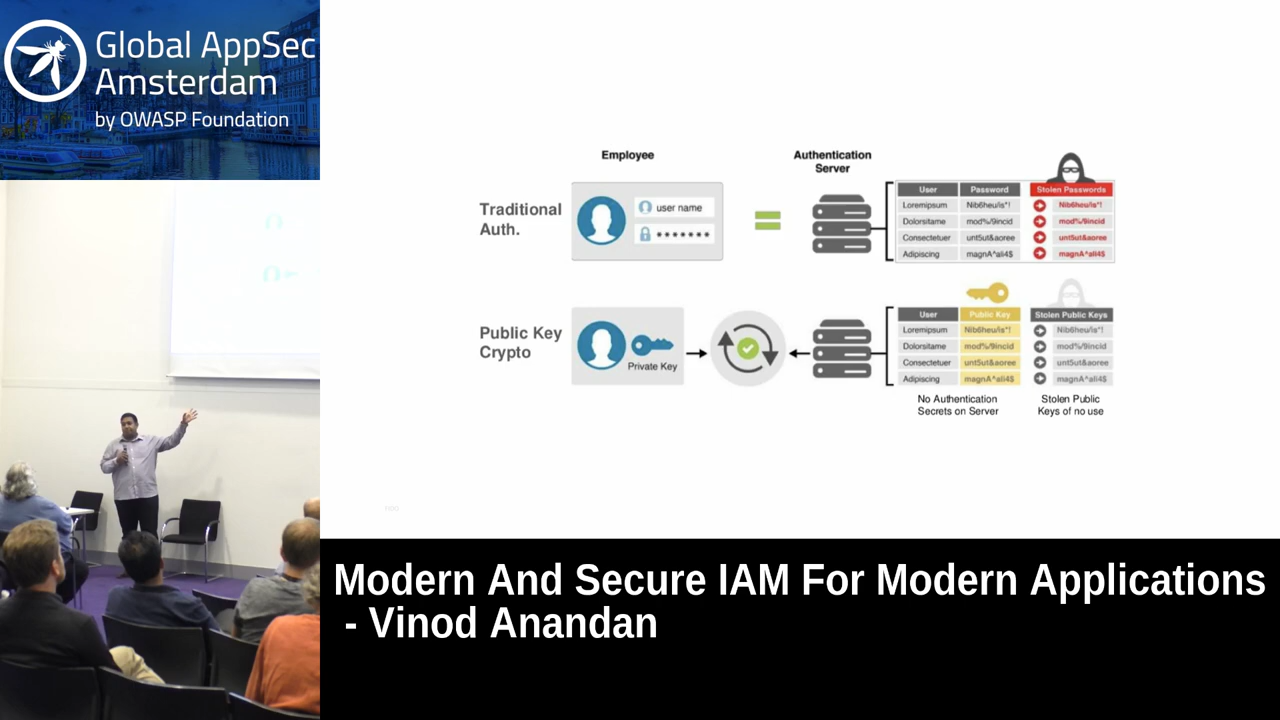 Global AppSec
Amsterdam
by OWASP Foundation
Employee
Authentication
Server
Traditional
Auth.
user name
User Password Stolen Passwords
Loremipsum Nib6heu/is*! Nib6heu/is*!
Dolorsitame mod%/9incid mod%/9incid
Consectetuer unt5ut&aoree unt5ut&aoree
Adipiscing magnA^ali4$ magnA^ali4$
Public Key
Crypto
Private Key
User Public Key Stolen Public Keys
Loremipsum Nib6heu/is*! Nib6heu/is*!
Dolorsitame mod%/9incid mod%/9incid
Consectetuer unt5ut&aoree unt5ut&aoree
Adipiscing magnA^ali4$ magnA^ali4$
No Authentication
Secrets on Server
Stolen Public
Keys of no use
Modern And Secure IAM For Modern Applications
- Vinod Anandan